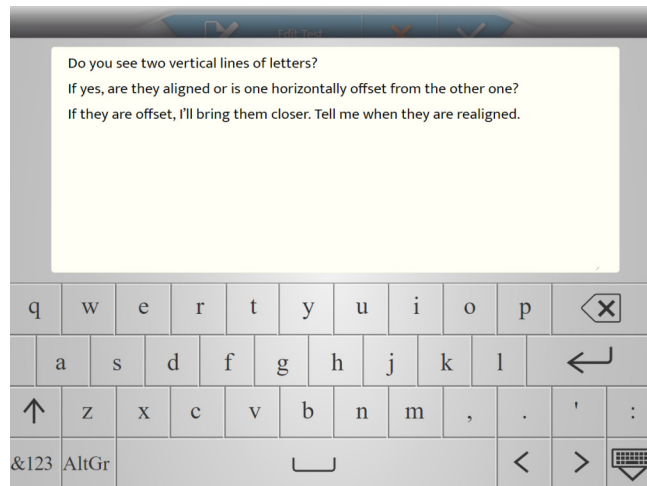 Edit Text
Do you see two vertical lines of letters?
If yes, are they aligned or is one horizontally offset from the other one?
If they are offset, I'll bring them closer. Tell me when they are realigned.
q w e r t y u i o p
a s d f g h j k l
z x c v b n m , . ' :
&123 AltGr < >